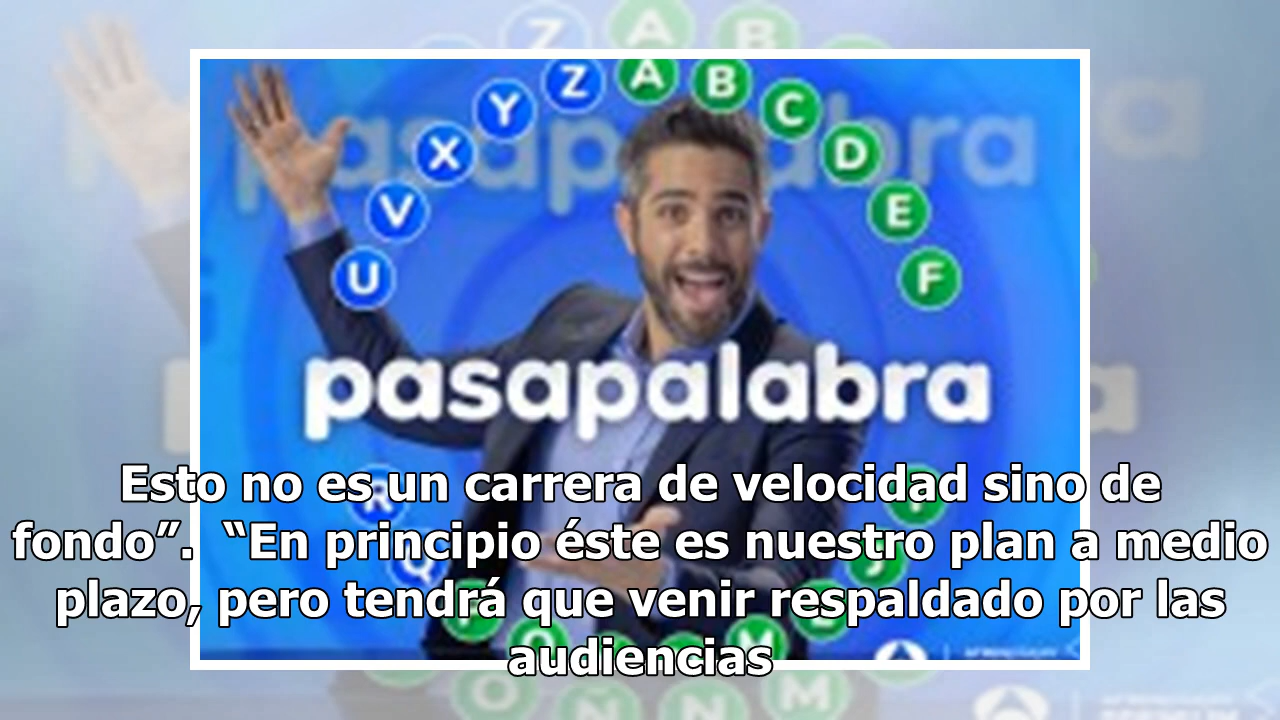 Z A B
pasapalabra
Z A B C
Y D
X E
V F
U
pasapalabra
Esto no es un carrera de velocidad sino de
fondo”. “En principio éste es nuestro plan a medio
plazo, pero tendrá que venir respaldado por las
audiencias
R
Q J
M
O Ñ N M